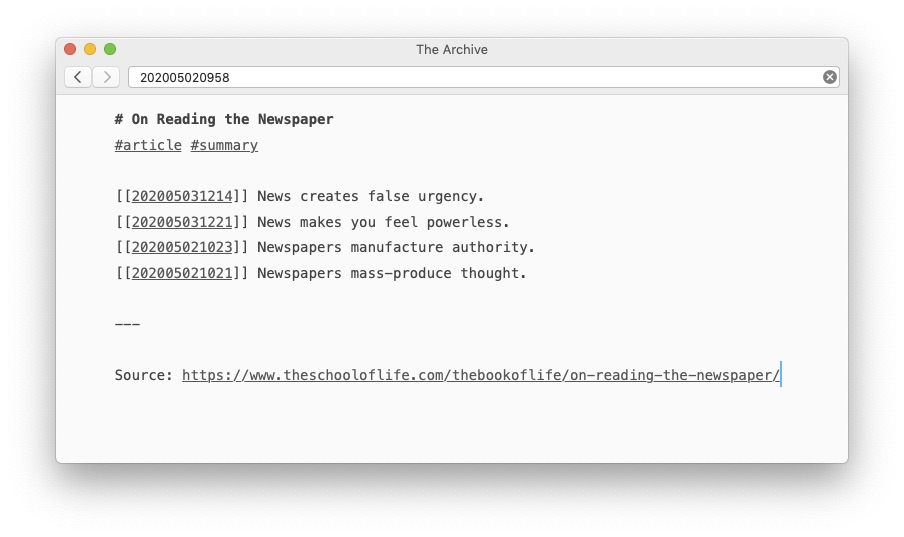 The Archive
202005020958
# On Reading the Newspaper
#article #summary
[[202005031214]] News creates false urgency.
[[202005031221]] News makes you feel powerless.
[[202005021023]] Newspapers manufacture authority.
[[202005021021]] Newspapers mass-produce thought.
---
Source: https://www.theschooloflife.com/thebookoflife/on-reading-the-newspaper/